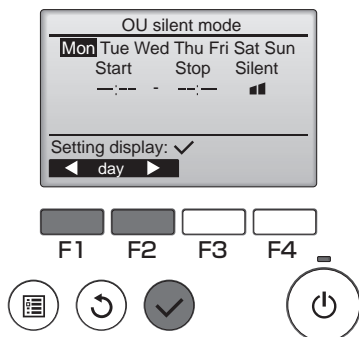 OU silent mode
Mon Tue Wed Thu Fri Sat Sun
Start Stop Silent
--:-- - --:--
Setting display: ✓
◀ day ▶
F1 F2 F3 F4